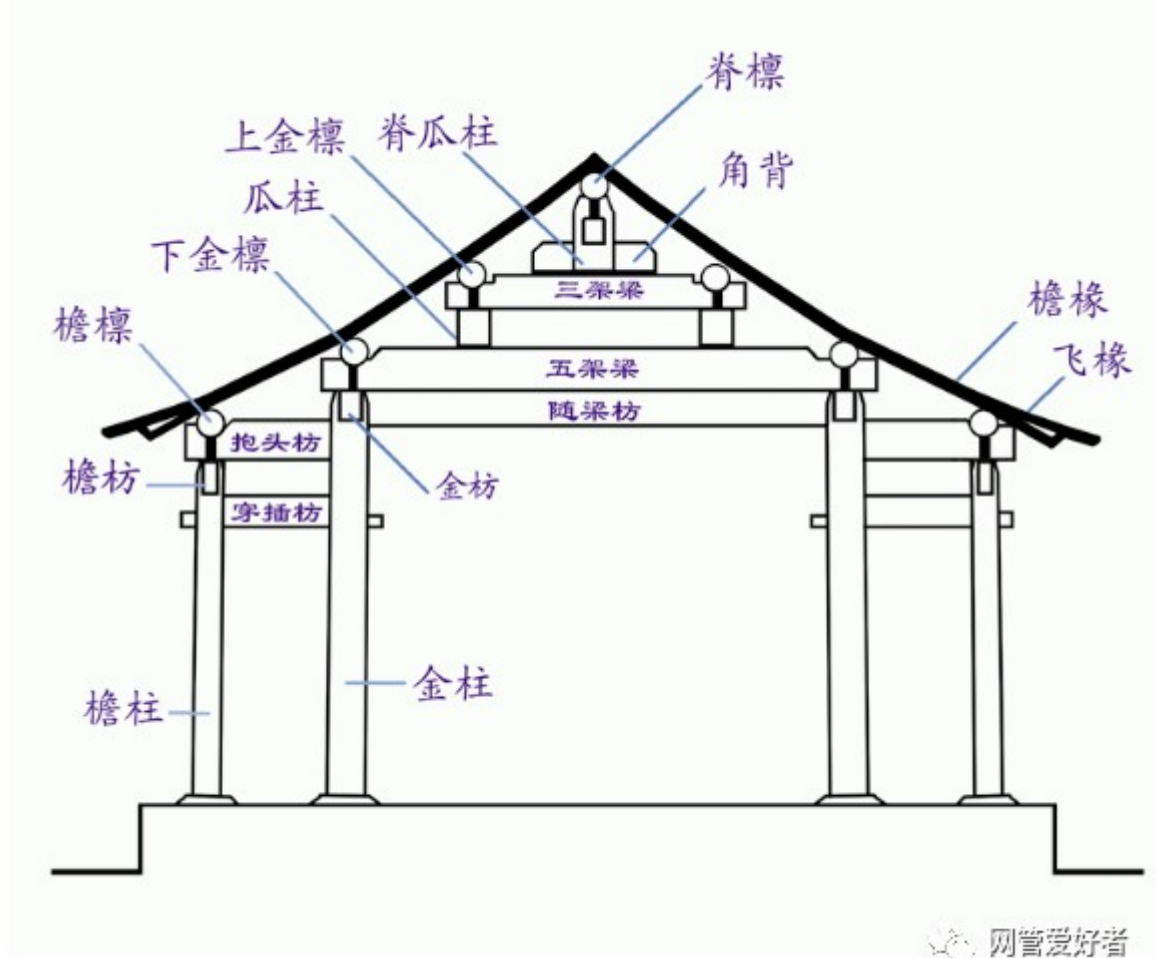 脊檩
上金檩
脊瓜柱
角背
瓜柱
下金檩
三架梁
檐檩
檐椽
飞椽
五架梁
随梁枋
抱头枋
檐枋
金枋
穿插枋
金柱
檐柱
网管爱好者